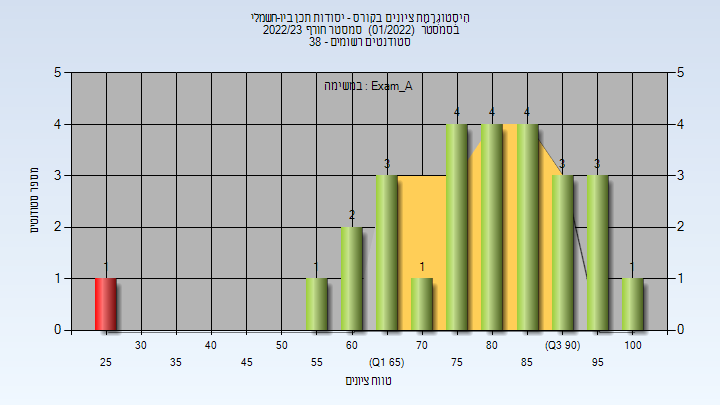 היסטוגרמת ציונים בקורס - יסודות תכן ביו-חשמלי
בסמסטר (01/2022) סמסטר חורף 2022/23
סטודנטים רשומים - 38
במשימה : Exam_A
מספר סטודנטים
5 5
4 4
3 3
2 2
1 1
0 0
1 1 2 3 1 4 4 4 3 3 1
30 40 50 60 70 80 (Q3 90) 100
25 35 45 55 (Q1 65) 75 85 95
טווח ציונים